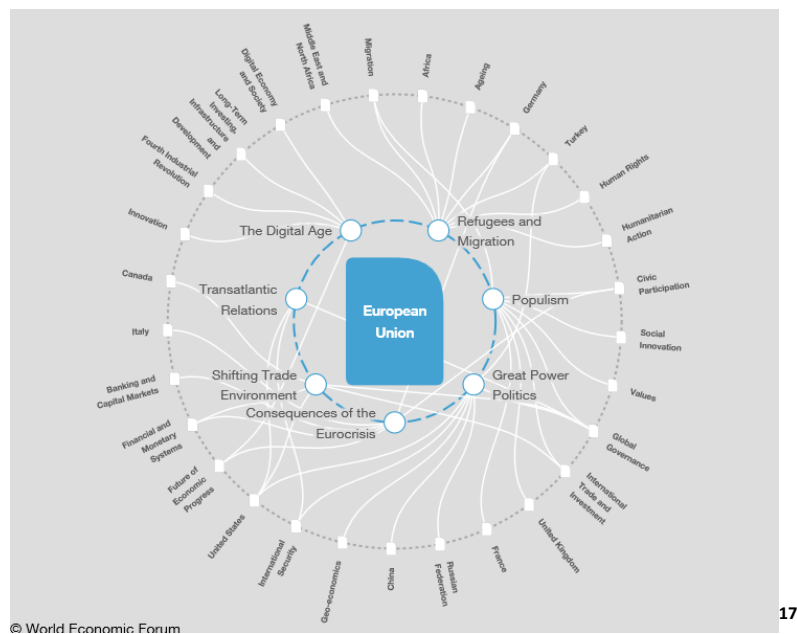 Middle East and
North Africa
Migration
Africa
Ageing
Germany
Turkey
Human Rights
Humanitarian
Action
Civic
Participation
Social
Innovation
Values
Global
Governance
International
Trade and
Investment
United Kingdom
France
Russian
Federation
China
Geo-economics
International
Security
United States
Future of
Economic
Progress
Financial and
Monetary
Systems
Banking and
Capital Markets
Italy
Canada
Innovation
Fourth Industrial
Revolution
Long-Term
Investing,
Infrastructure
and
Development
Digital Economy
and Society
The Digital Age
Refugees and
Migration
Transatlantic
Relations
Populism
European
Union
Shifting Trade
Environment
Great Power
Politics
Consequences of the
Eurocrisis
17
© World Economic Forum